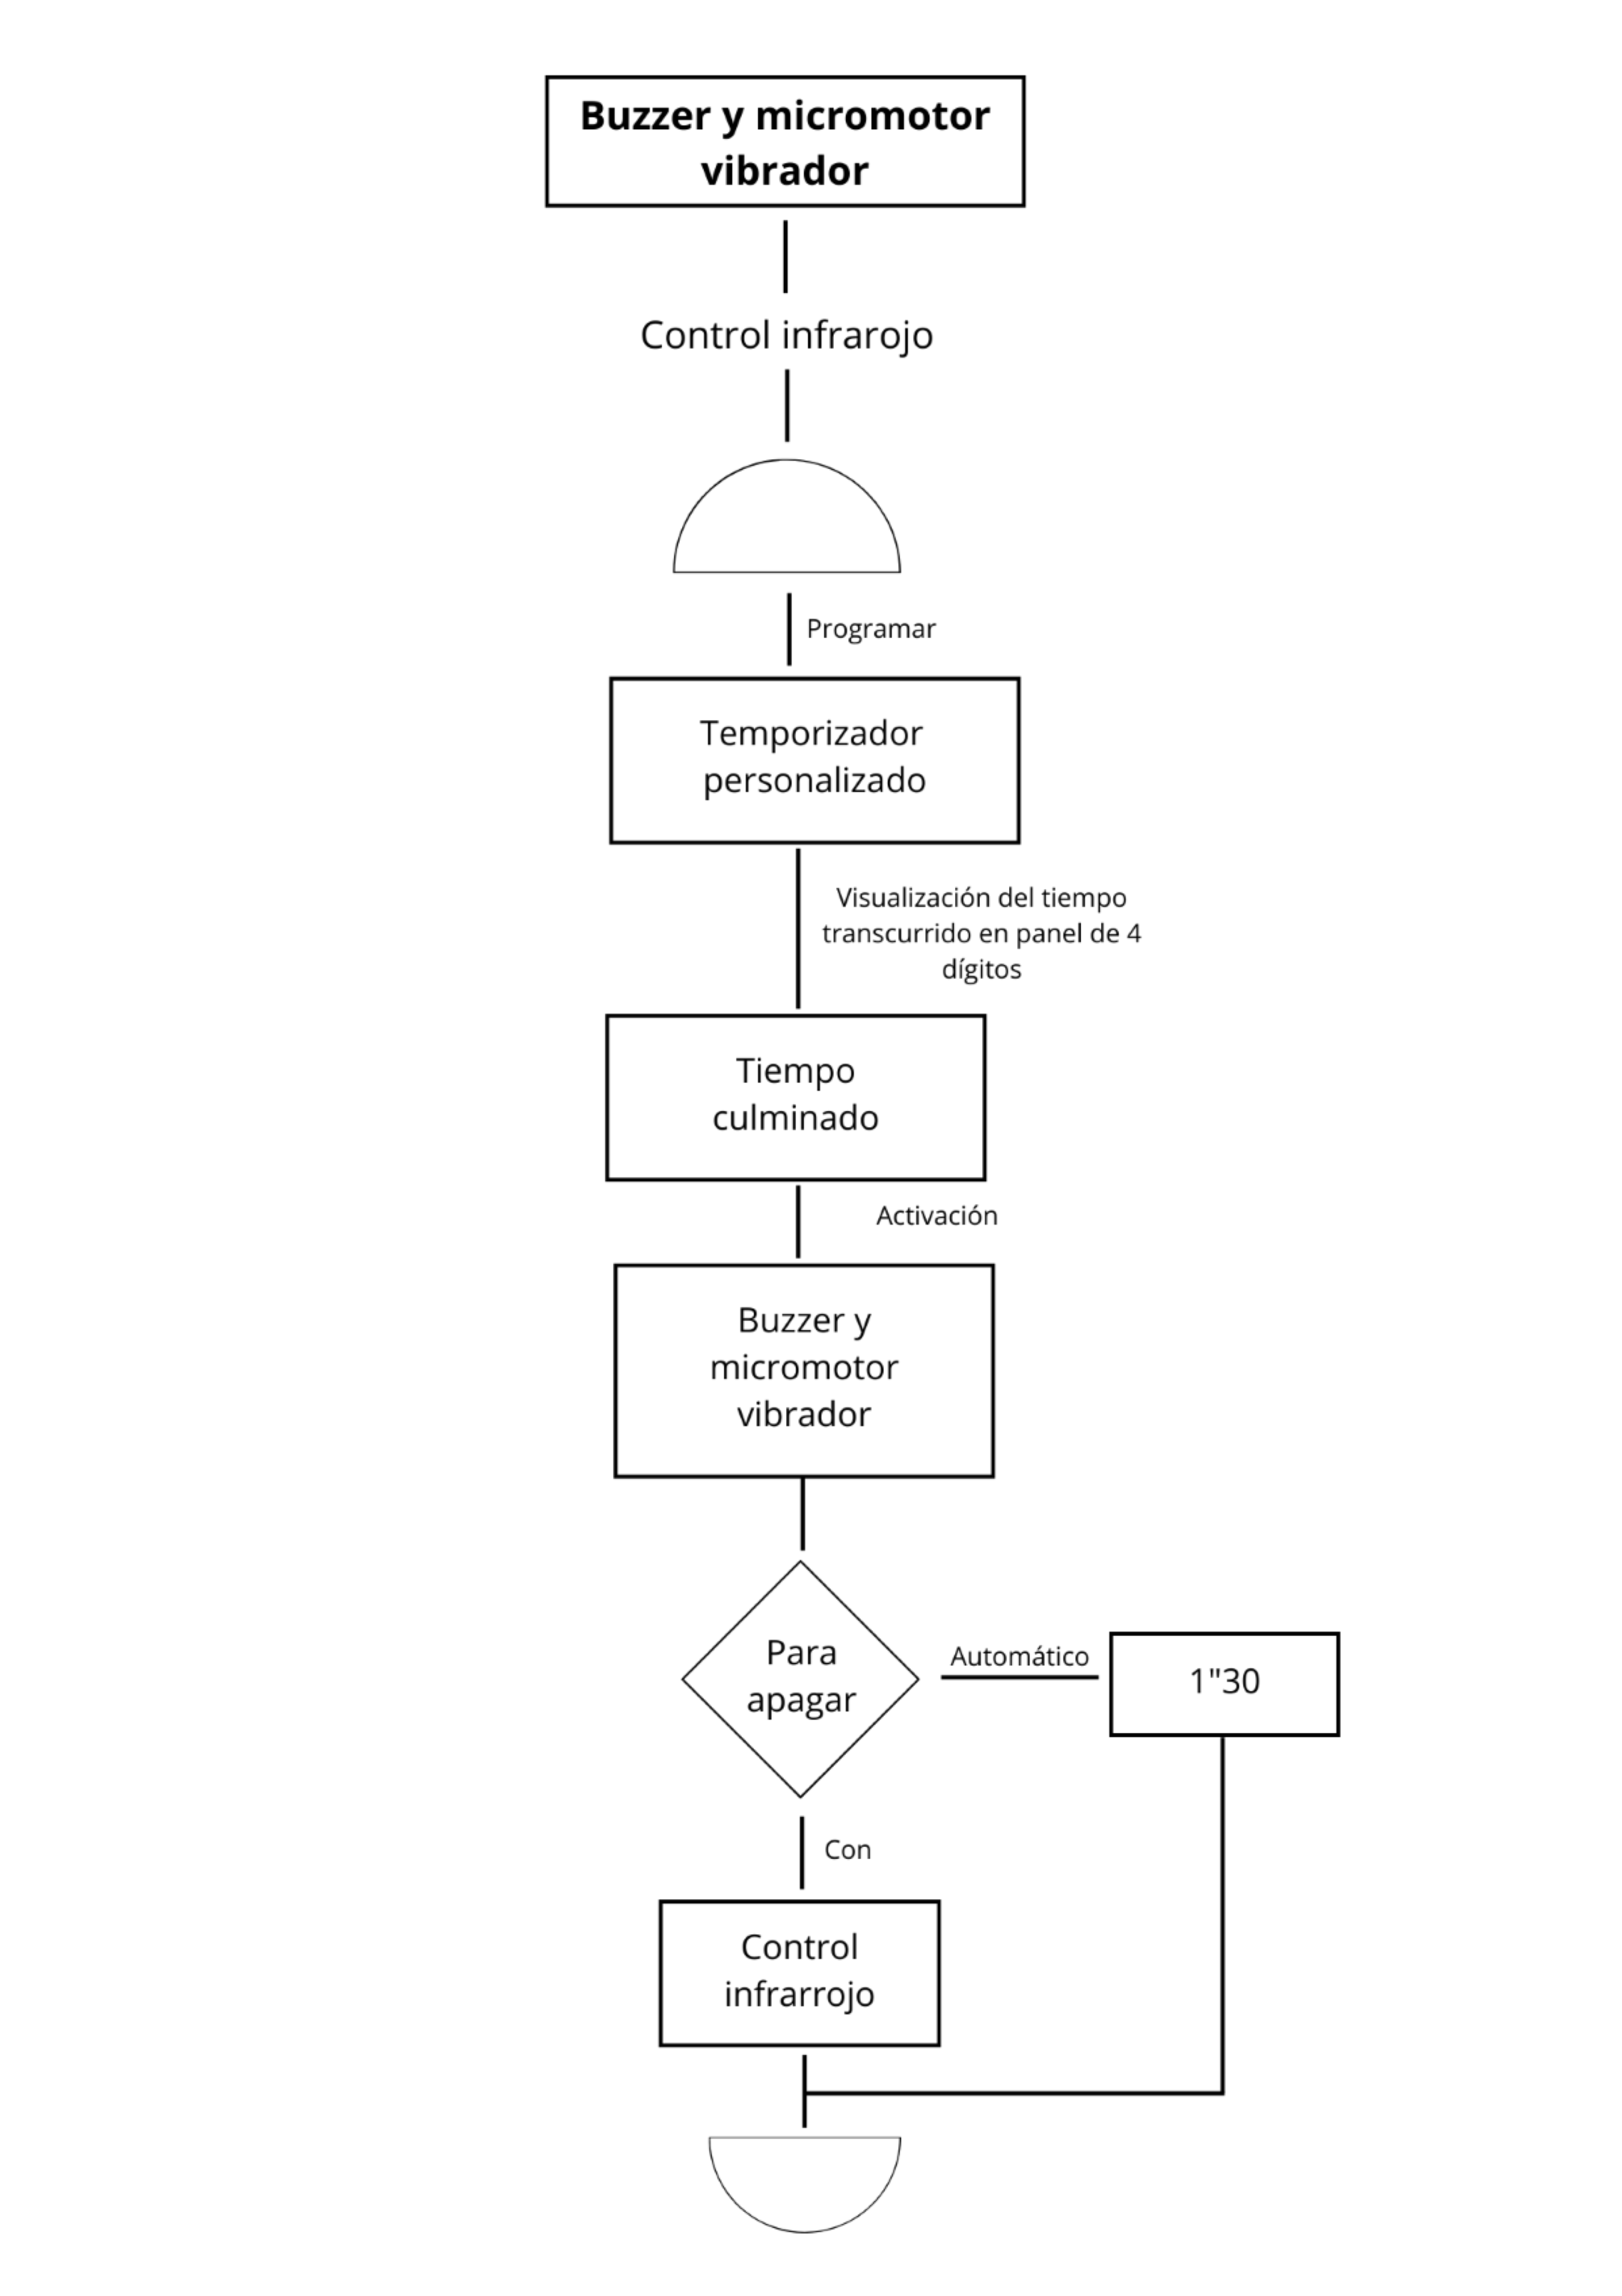 Buzzer y micromotor
vibrador
Control infrarojo
Programar
Temporizador
personalizado
Visualización del tiempo
transcurrido en panel de 4
dígitos
Tiempo
culminado
Activación
Buzzer y
micromotor
vibrador
Para
apagar
Automático
1"30
Con
Control
infrarrojo